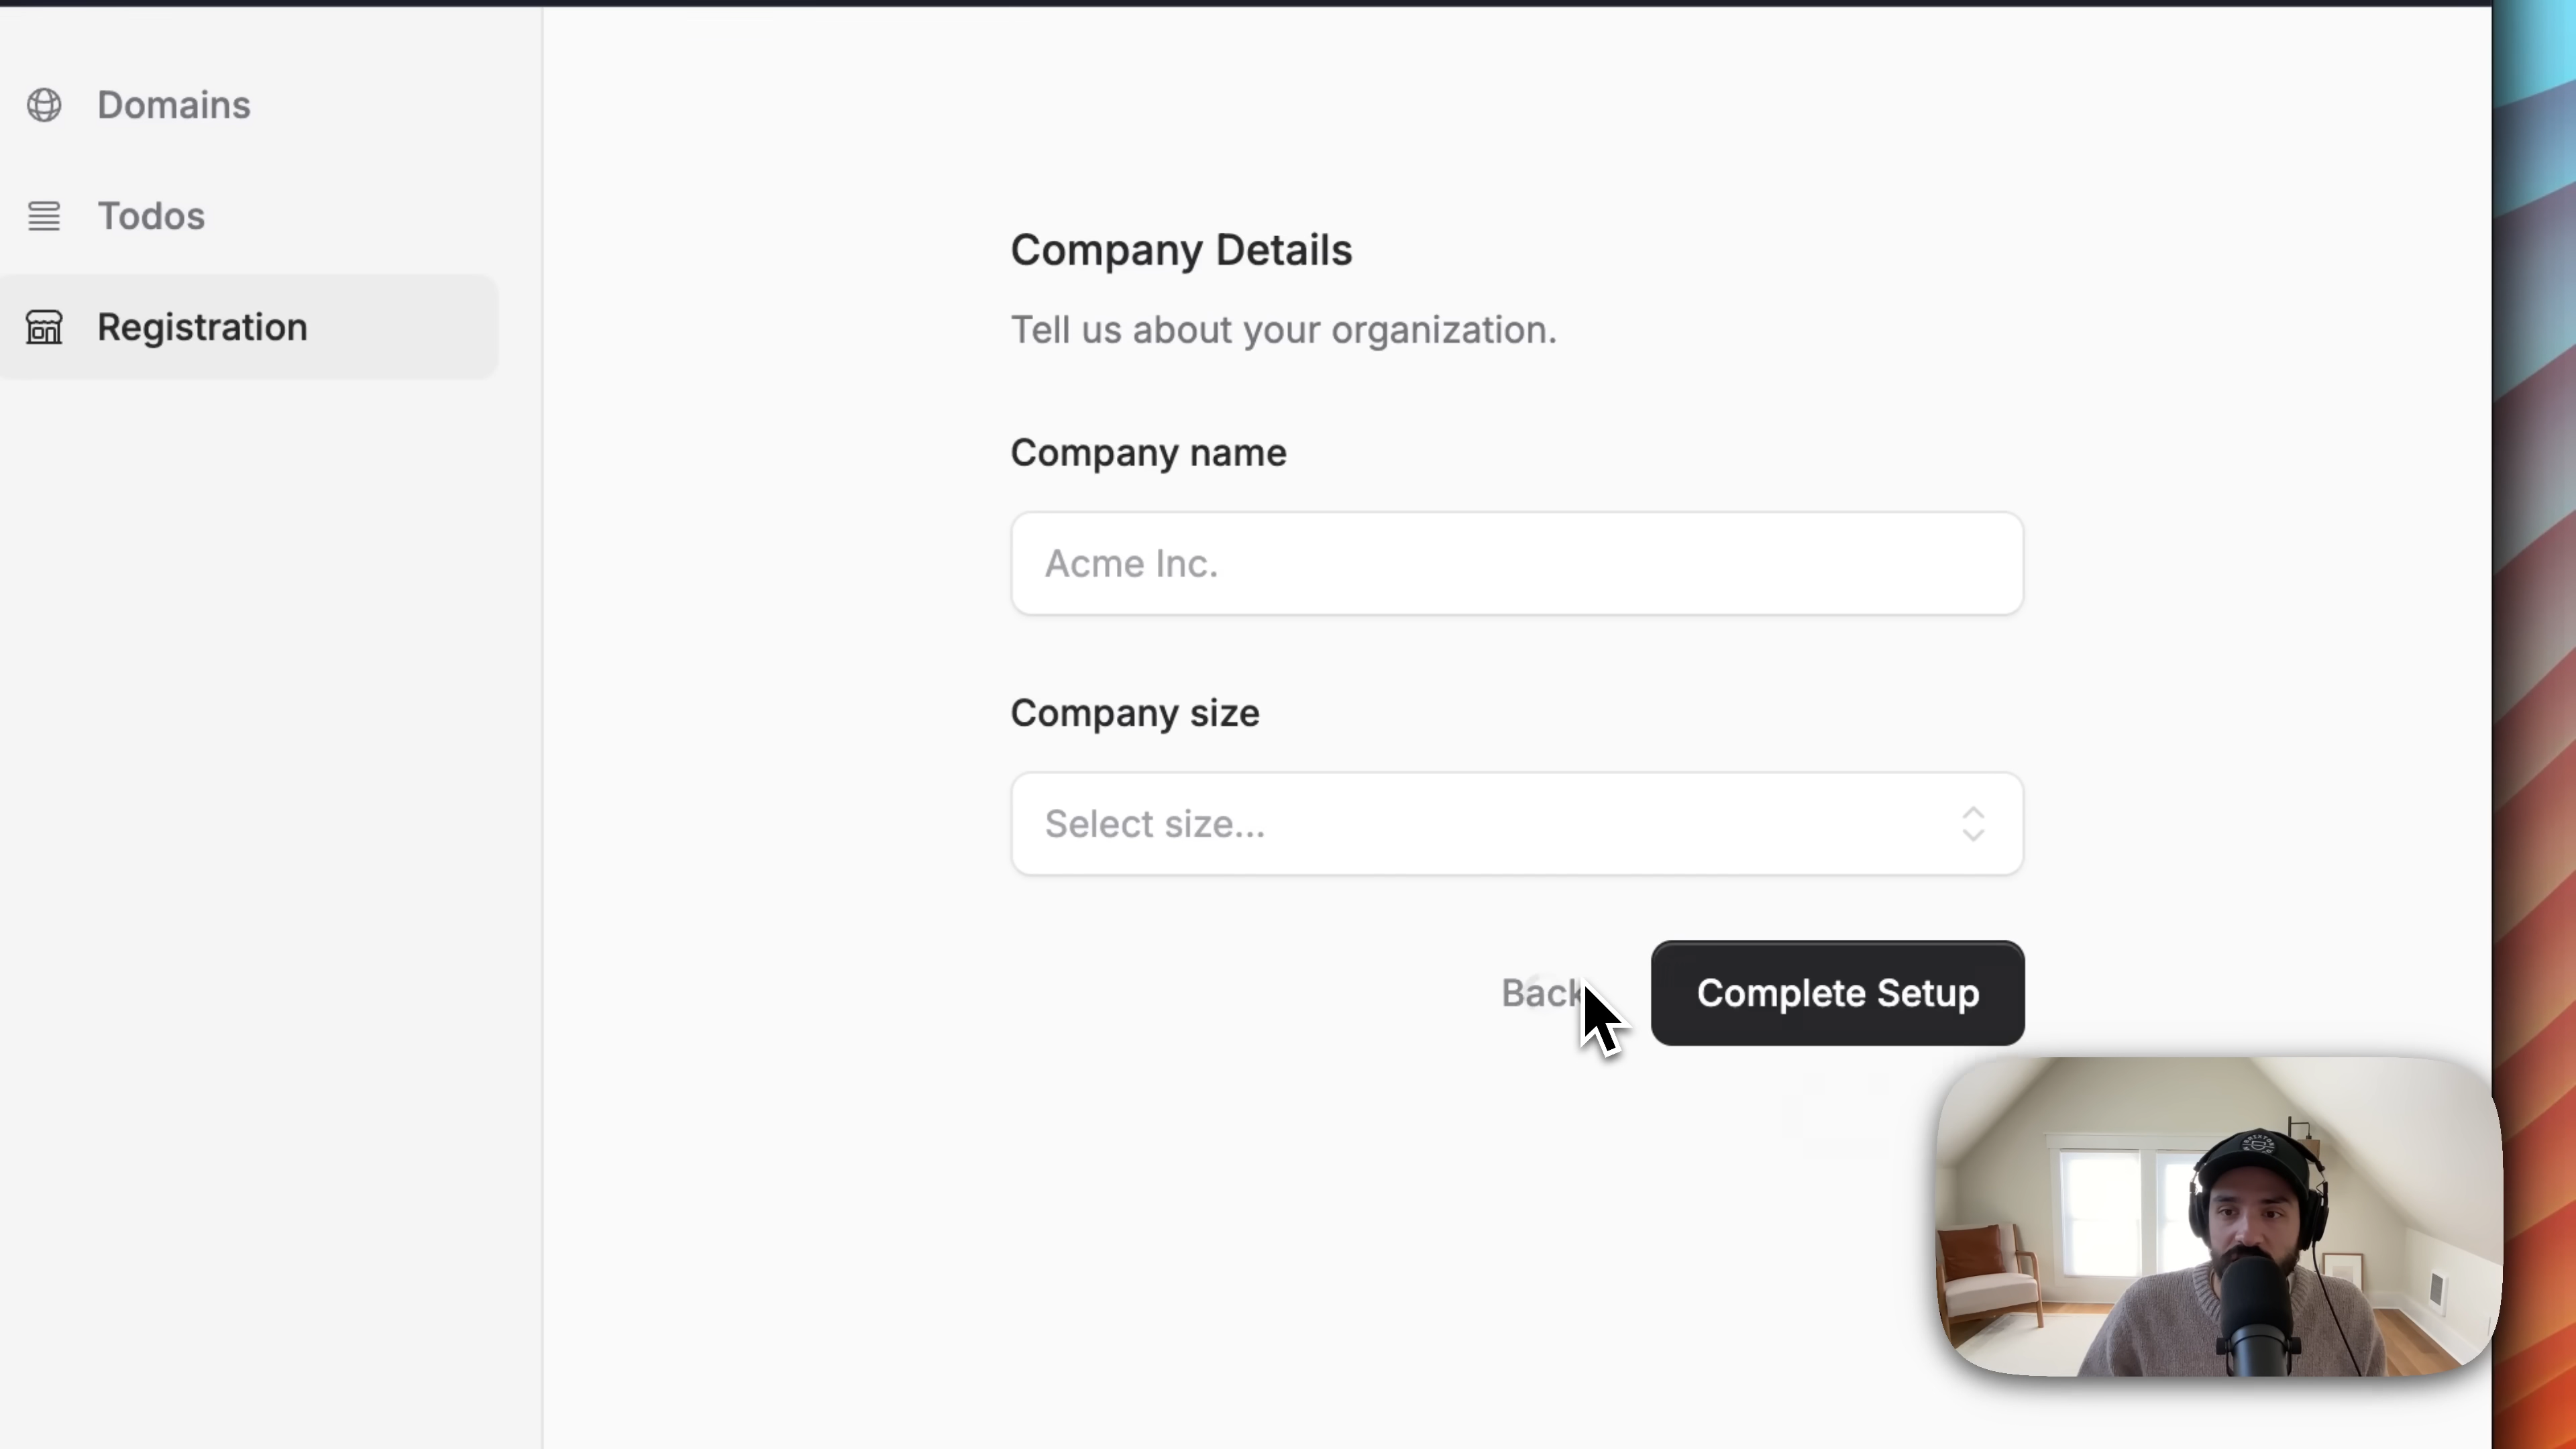 Domains
Todos
Registration
Company Details
Tell us about your organization.
Company name
Acme Inc.
Company size
Select size...
Back
Complete Setup